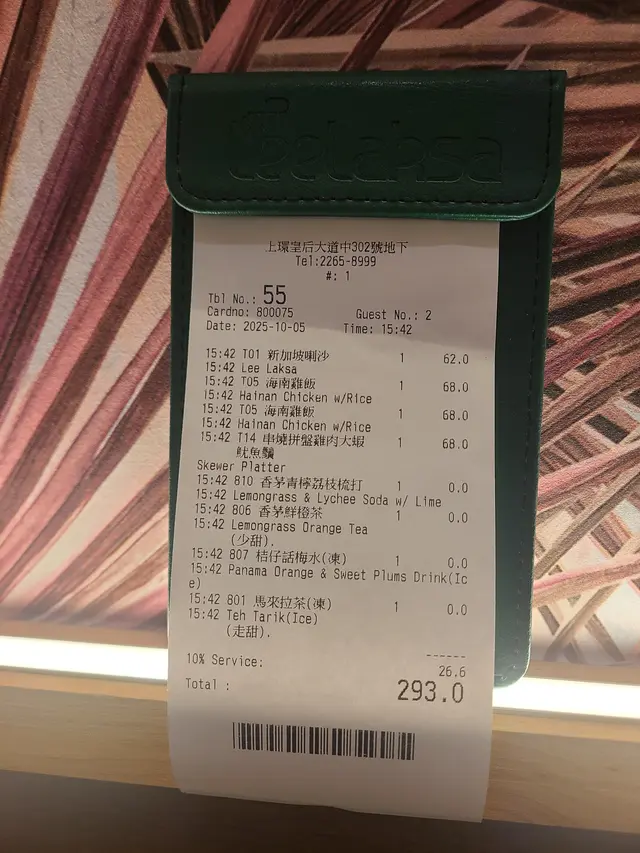 LeeLaksa
上環皇后大道中302號地下
Tel:2265-8999
#: 1
Tbl No.: 55
Cardno: 800075 Guest No.: 2
Date: 2025-10-05 Time: 15:42
15:42 T01 新加坡喇沙 1 62.0
15:42 Lee Laksa
15:42 T05 海南雞飯 1 68.0
15:42 Hainan Chicken w/Rice
15:42 T05 海南雞飯 1 68.0
15:42 Hainan Chicken w/Rice
15:42 T14 串燒拼盤雞肉大蝦 1 68.0
魷魚鬚
Skewer Platter
15:42 810 香茅青檸荔枝梳打 1 0.0
15:42 Lemongrass & Lychee Soda w/ Lime
15:42 806 香茅鮮橙茶 1 0.0
15:42 Lemongrass Orange Tea
(少甜).
15:42 807 桔仔話梅水(凍) 1 0.0
15:42 Panama Orange & Sweet Plums Drink(Ic
e)
15:42 801 馬來拉茶(凍) 1 0.0
15:42 Teh Tarik(Ice)
(走甜).
------
10% Service: 26.6
Total : 293.0